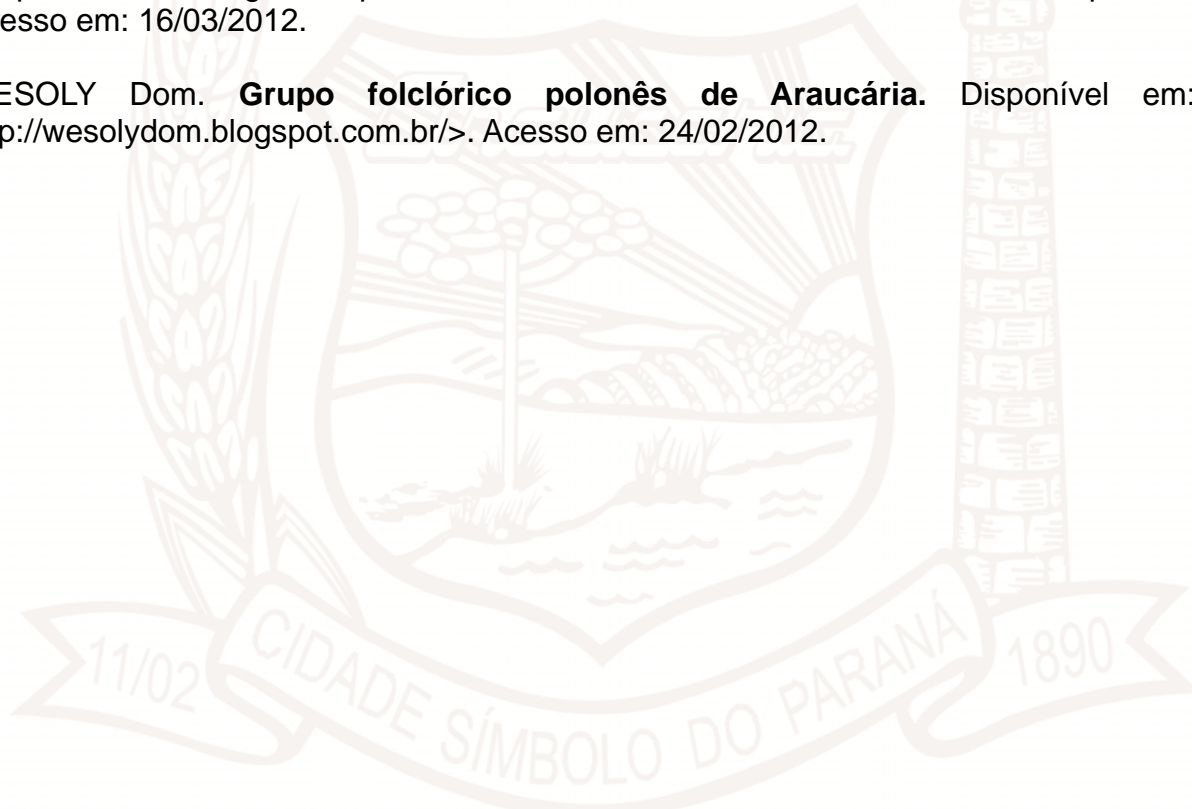 esso em: 16/03/2012.
ESOLY Dom. Grupo folclórico polonês de Araucária. Disponível em:
p://wesolydom.blogspot.com.br/>. Acesso em: 24/02/2012.
11/02 CIDADE SÍMBOLO DO PARANÁ 1890